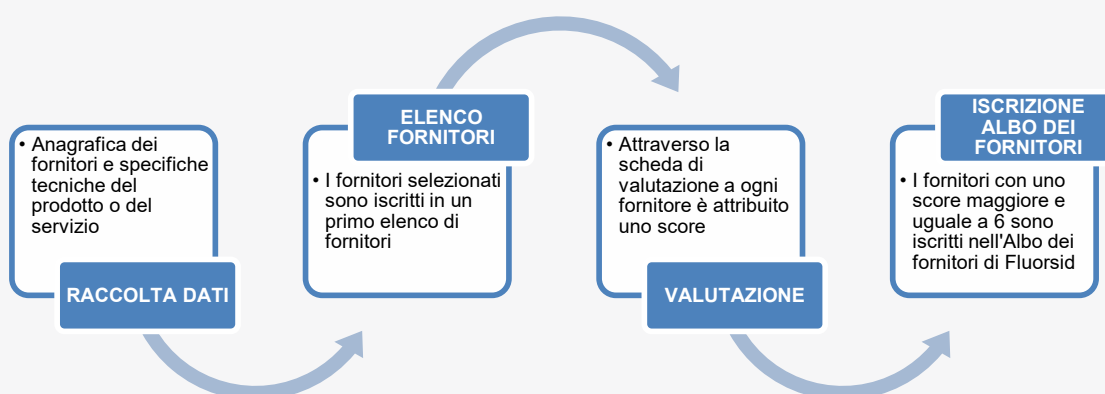 • Anagrafica dei
fornitori e specifiche
tecniche del
prodotto o del
servizio
RACCOLTA DATI
ELENCO
FORNITORI
• I fornitori selezionati
sono iscritti in un
primo elenco di
fornitori
• Attraverso la
scheda di
valutazione a ogni
fornitore è attribuito
uno score
VALUTAZIONE
ISCRIZIONE
ALBO DEI
FORNITORI
• I fornitori con uno
score maggiore e
uguale a 6 sono
iscritti nell'Albo dei
fornitori di Fluorsid